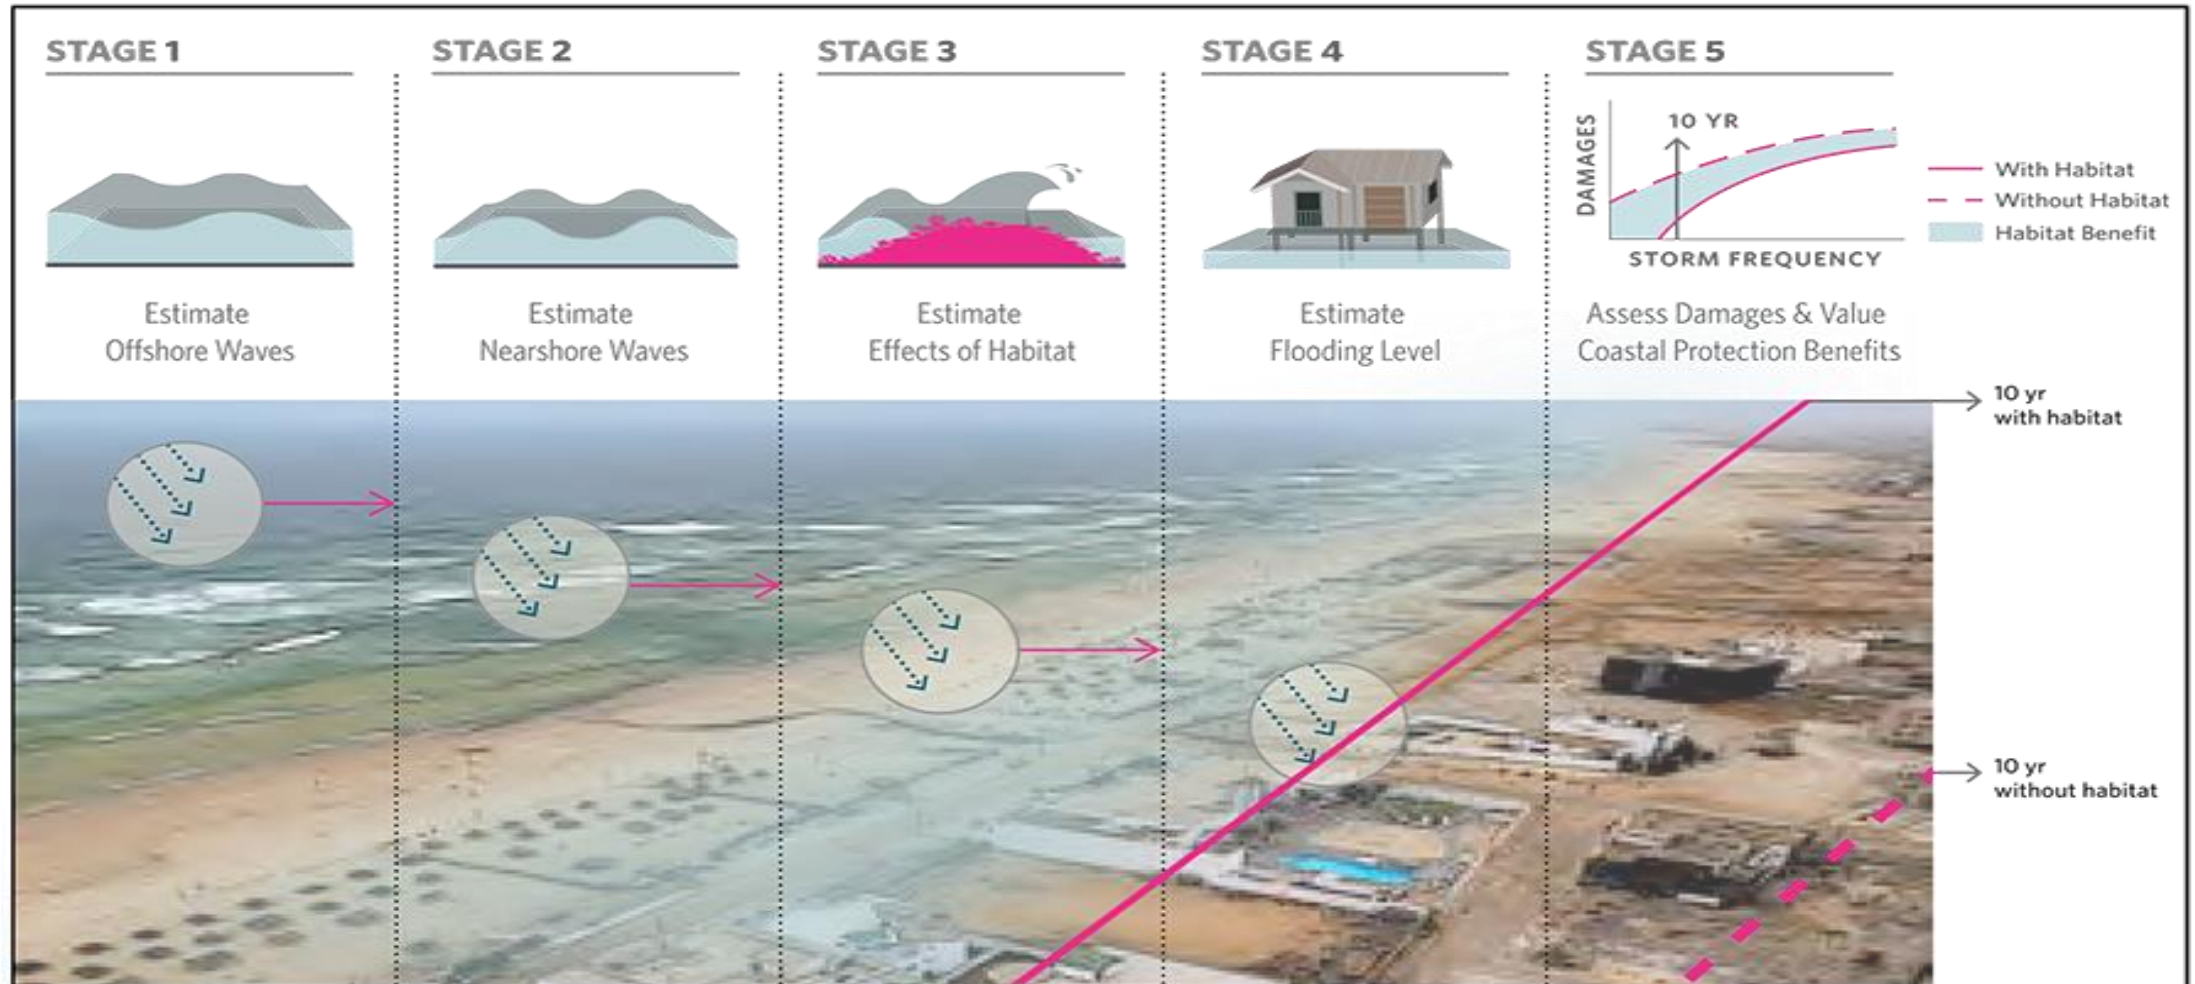 STAGE 1
Estimate
Offshore Waves
STAGE 2
Estimate
Nearshore Waves
STAGE 3
Estimate
Effects of Habitat
STAGE 4
Estimate
Flooding Level
STAGE 5
DAMAGES
10 YR
STORM FREQUENCY
With Habitat
Without Habitat
Habitat Benefit
Assess Damages & Value
Coastal Protection Benefits
10 yr
with habitat
10 yr
without habitat